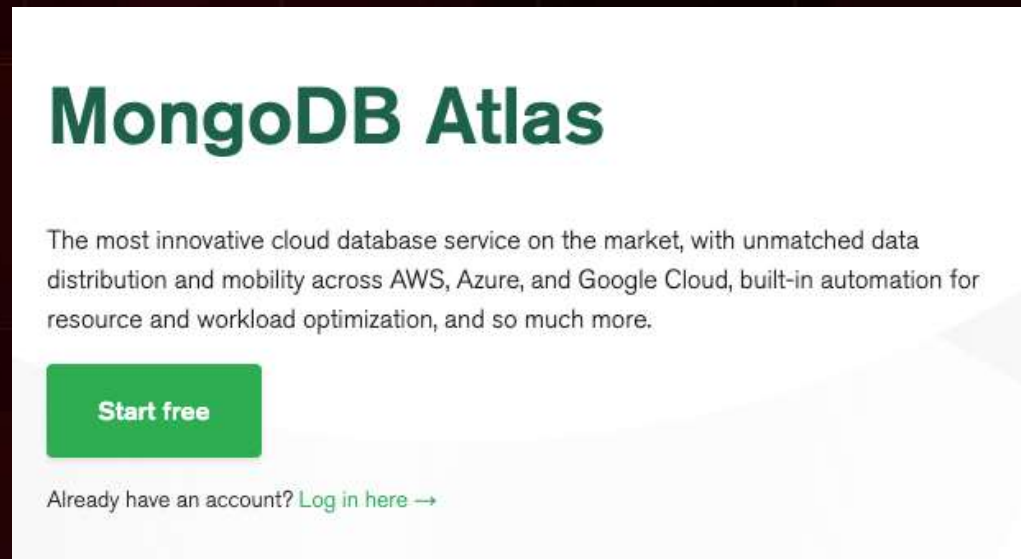 MongoDB Atlas
The most innovative cloud database service on the market, with unmatched data
distribution and mobility across AWS, Azure, and Google Cloud, built-in automation for
resource and workload optimization, and so much more.
Start free
Already have an account? Log in here →